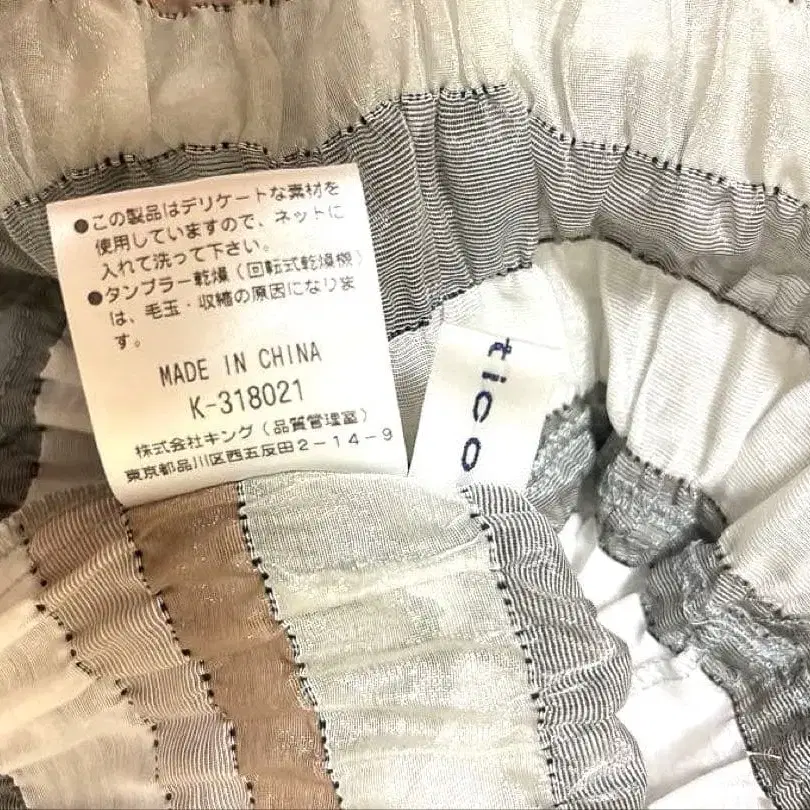 ●この製品はデリケートな素材を
使用していますので、ネットに
入れて洗って下さい。
●タンブラー乾燥（回転式乾燥機）
は、毛玉・収縮の原因になりま
す。
MADE IN CHINA
K-318021
株式会社キング（品質管理室）
東京都品川区西五反田2-14-9
tico